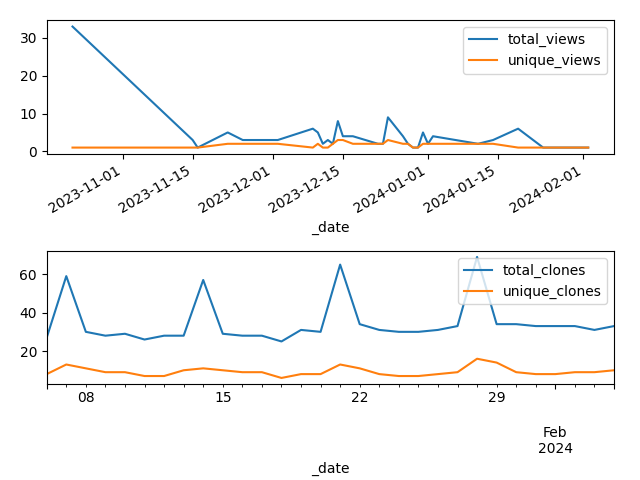 30
20
10
0
total_views
unique_views
2023-11-01
2023-11-15
2023-12-01
2023-12-15
2024-01-01
2024-01-15
2024-02-01
_date
60
40
20
total_clones
unique_clones
08
15
22
29
Feb
2024
_date